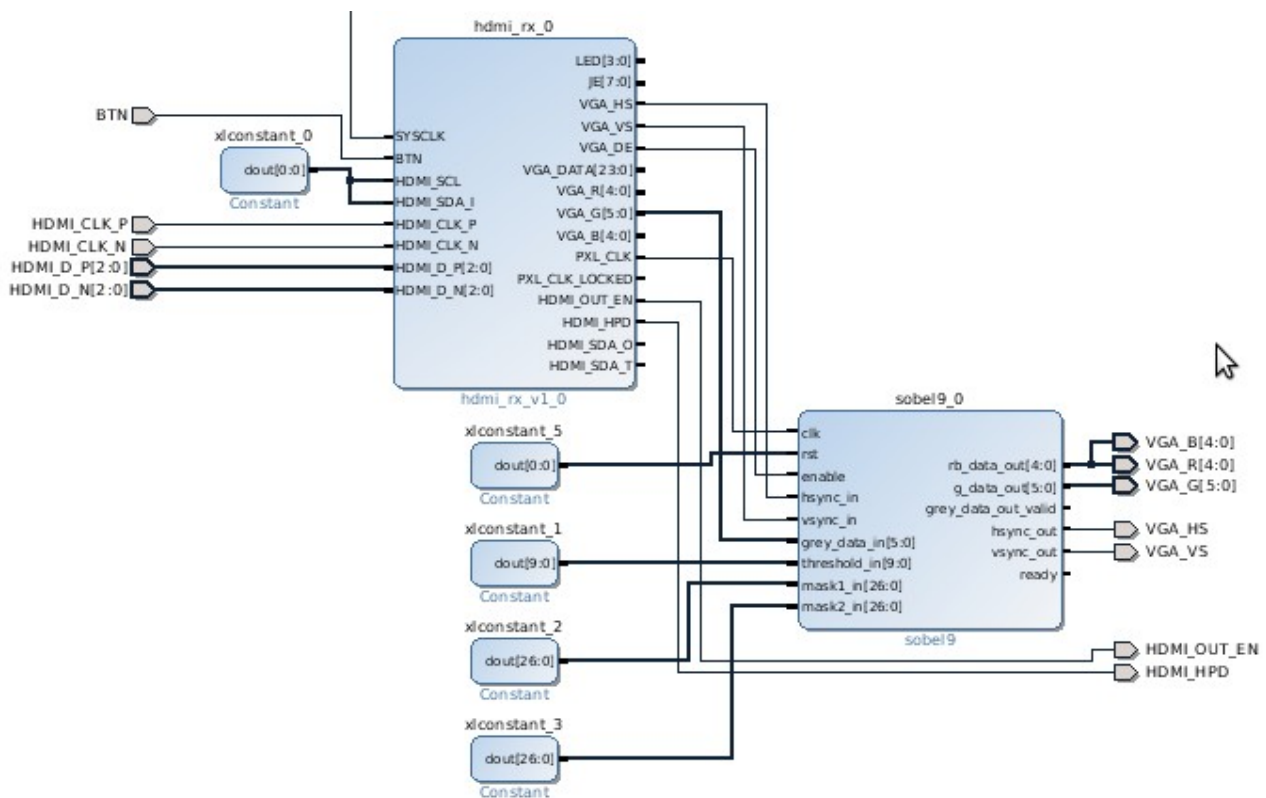 hdmi_rx_0
LED[3:0]
JE[7:0]
VGA_HS
VGA_VS
VGA_DE
VGA_DATA[23:0]
VGA_R[4:0]
VGA_G[5:0]
VGA_B[4:0]
PXL_CLK
PXL_CLK_LOCKED
HDMI_OUT_EN
HDMI_HPD
HDMI_SDA_O
HDMI_SDA_T
SYSCLK
BTN
HDMI_SCL
HDMI_SDA_I
HDMI_CLK_P
HDMI_CLK_N
HDMI_D_P[2:0]
HDMI_D_N[2:0]
hdmi_rx_v1_0
BTN
xlconstant_0
dout[0:0]
Constant
HDMI_CLK_P
HDMI_CLK_N
HDMI_D_P[2:0]
HDMI_D_N[2:0]
xlconstant_5
dout[0:0]
Constant
xlconstant_1
dout[9:0]
Constant
xlconstant_2
dout[26:0]
Constant
xlconstant_3
dout[26:0]
Constant
sobel9_0
clk
rst
enable
hsync_in
vsync_in
grey_data_in[5:0]
threshold_in[9:0]
mask1_in[26:0]
mask2_in[26:0]
rb_data_out[4:0]
g_data_out[5:0]
grey_data_out_valid
hsync_out
vsync_out
ready
sobel9
VGA_B[4:0]
VGA_R[4:0]
VGA_G[5:0]
VGA_HS
VGA_VS
HDMI_OUT_EN
HDMI_HPD